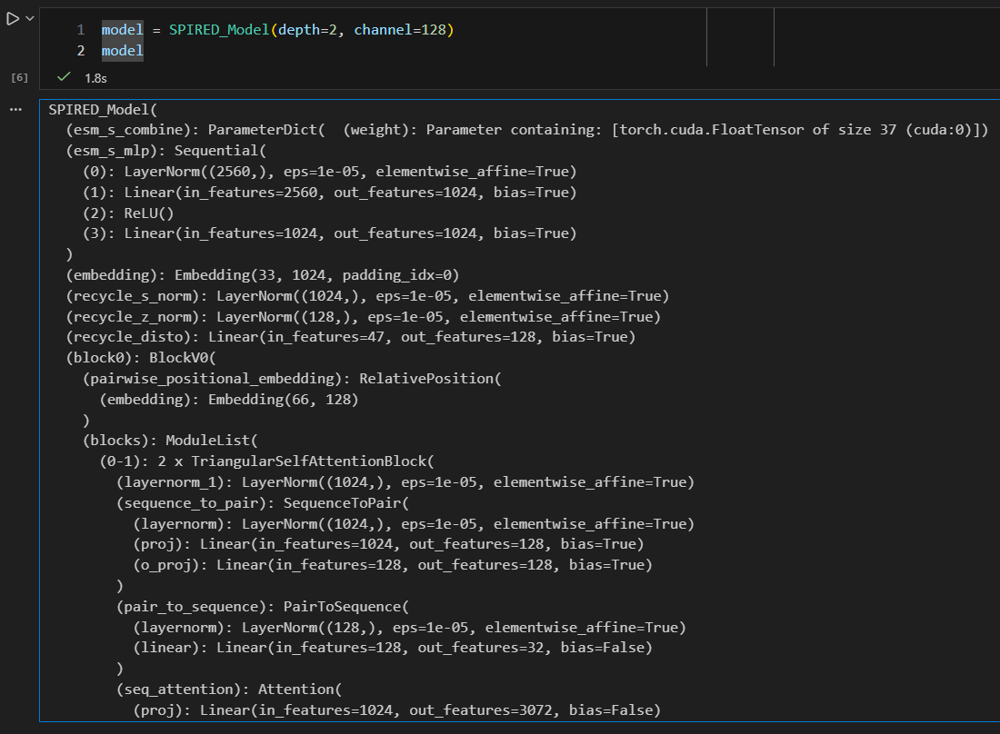 1 model = SPIRED_Model(depth=2, channel=128)
2 model
[6] 1.8s
... SPIRED_Model(
(esm_s_combine): ParameterDict(  (weight): Parameter containing: [torch.cuda.FloatTensor of size 37 (cuda:0)])
(esm_s_mlp): Sequential(
(0): LayerNorm((2560,), eps=1e-05, elementwise_affine=True)
(1): Linear(in_features=2560, out_features=1024, bias=True)
(2): ReLU()
(3): Linear(in_features=1024, out_features=1024, bias=True)
)
(embedding): Embedding(33, 1024, padding_idx=0)
(recycle_s_norm): LayerNorm((1024,), eps=1e-05, elementwise_affine=True)
(recycle_z_norm): LayerNorm((128,), eps=1e-05, elementwise_affine=True)
(recycle_disto): Linear(in_features=47, out_features=128, bias=True)
(block0): BlockV0(
(pairwise_positional_embedding): RelativePosition(
(embedding): Embedding(66, 128)
)
(blocks): ModuleList(
(0-1): 2 x TriangularSelfAttentionBlock(
(layernorm_1): LayerNorm((1024,), eps=1e-05, elementwise_affine=True)
(sequence_to_pair): SequenceToPair(
(layernorm): LayerNorm((1024,), eps=1e-05, elementwise_affine=True)
(proj): Linear(in_features=1024, out_features=128, bias=True)
(o_proj): Linear(in_features=128, out_features=128, bias=True)
)
(pair_to_sequence): PairToSequence(
(layernorm): LayerNorm((128,), eps=1e-05, elementwise_affine=True)
(linear): Linear(in_features=128, out_features=32, bias=False)
)
(seq_attention): Attention(
(proj): Linear(in_features=1024, out_features=3072, bias=False)